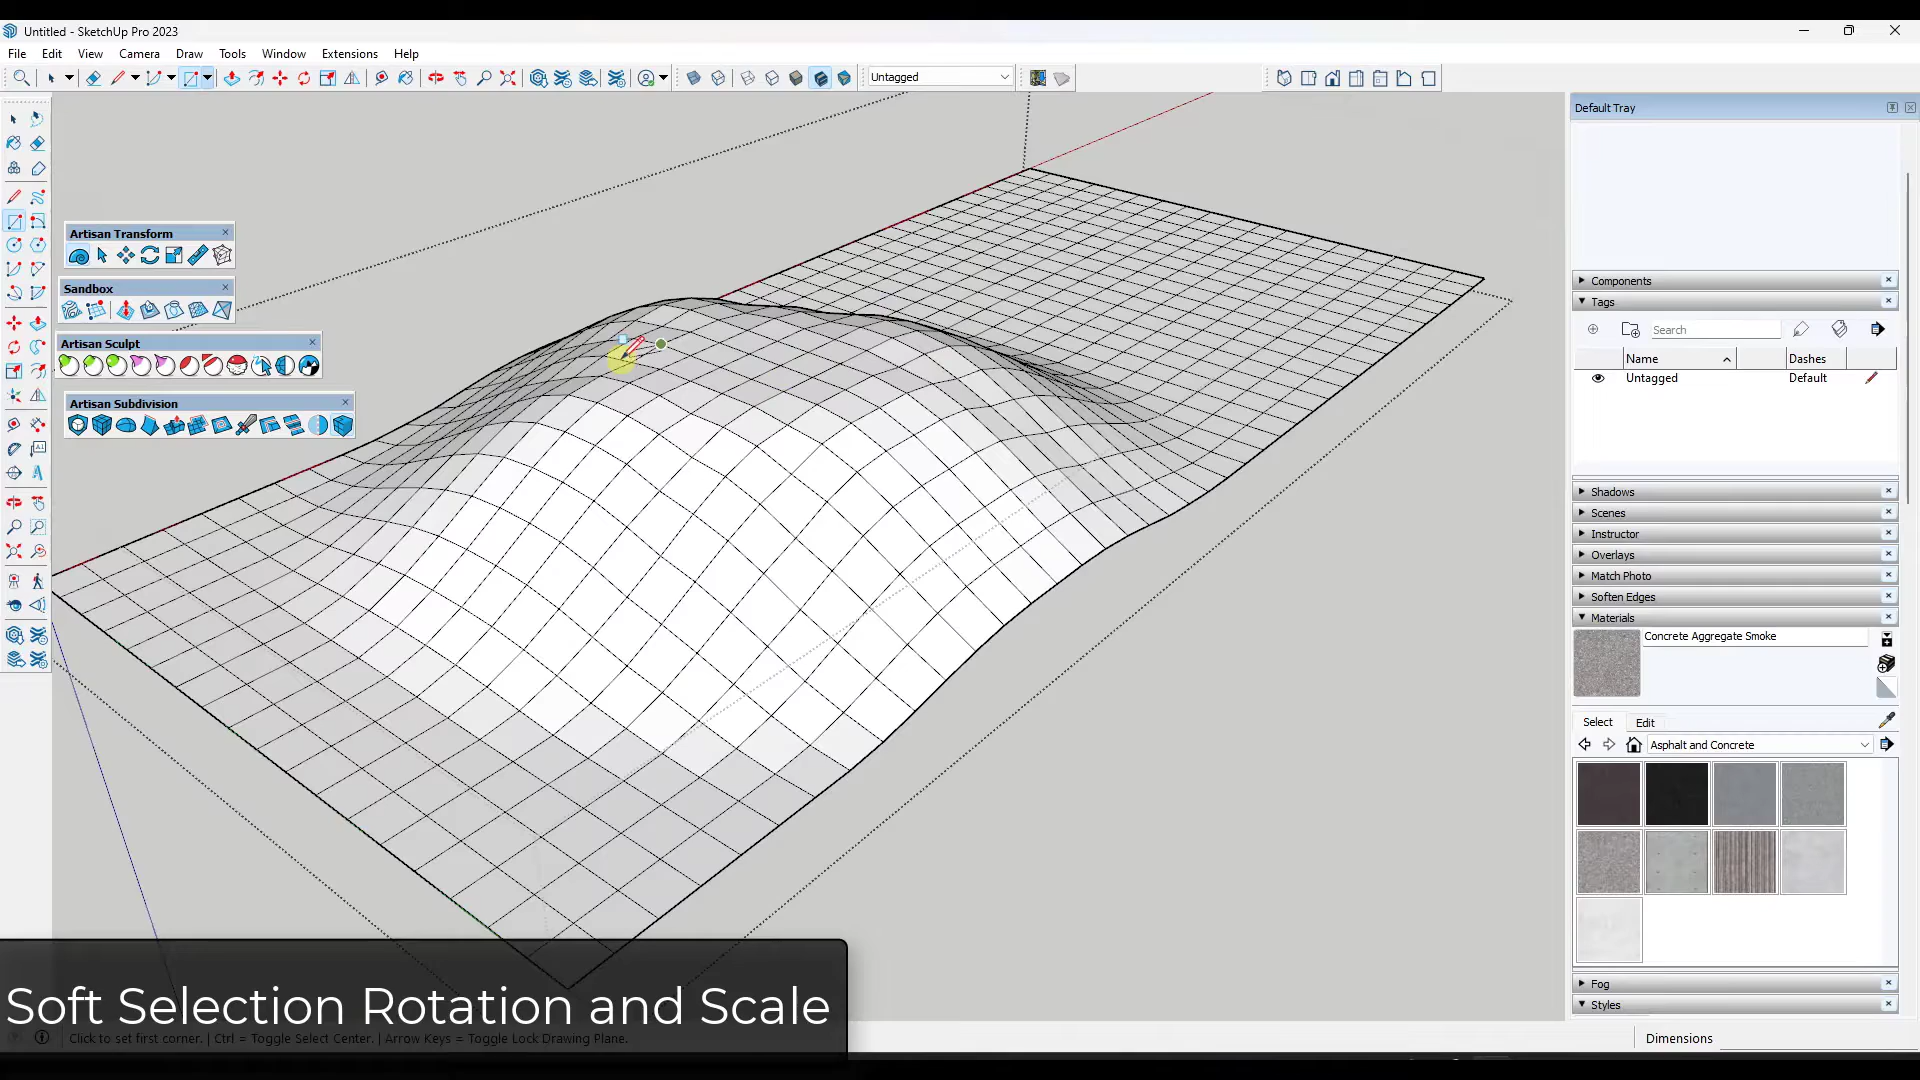 Untitled - SketchUp Pro 2023
File Edit View Camera Draw Tools Window Extensions Help
Untagged
Default Tray
Artisan Transform
Sandbox
Artisan Sculpt
Artisan Subdivision
Components
Tags
Search
Name Dashes
Untagged Default
Shadows
Scenes
Instructor
Overlays
Match Photo
Soften Edges
Materials
Concrete Aggregate Smoke
Select Edit
Asphalt and Concrete
Fog
Styles
Soft Selection Rotation and Scale
Click to set first corner. | Ctrl = Toggle Select Center. | Arrow Keys = Toggle Lock Drawing Plane.
Dimensions